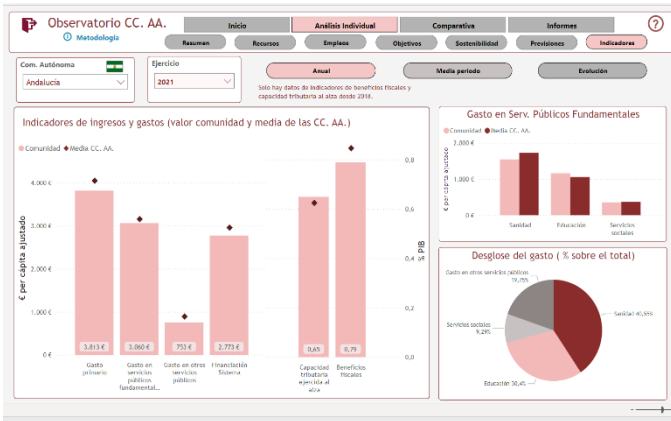 Observatorio CC. AA.
Metodología
Inicio
Análisis Individual
Comparativa
Informes
?
Resumen
Recursos
Empleos
Objetivos
Sostenibilidad
Previsiones
Indicadores
Com. Autónoma
Andalucía
Ejercicio
2021
Anual
Media periodo
Evolución
Solo hay datos de indicadores de beneficios fiscales y
capacidad tributaria al alza desde 2018.
Indicadores de ingresos y gastos (valor comunidad y media de las CC. AA.)
Comunidad Media CC. AA.
€ per cápita ajustado
4.000 €
3.000 €
2.000 €
1.000 €
0 €
3.813 €
3.060 €
753 €
2.773 €
Gasto
primario
Gasto en
servicios
públicos
fundamental...
Gasto en otros
servicios
públicos
Financiación
Sistema
0,65
0,79
Capacidad
tributaria
ejercida al
alza
Beneficios
fiscales
0,8
0,6
0,4
0,2
0,0
% PIB
Gasto en Serv. Públicos Fundamentales
Comunidad Media CC. AA.
€ per cápita ajustado
2.000 €
1.000 €
0 €
Sanidad
Educación
Servicios
sociales
Desglose del gasto ( % sobre el total)
Gasto en otros servicios públicos
19,75%
Servicios sociales
9,29%
Educación 30,4%
Sanidad 40,55%